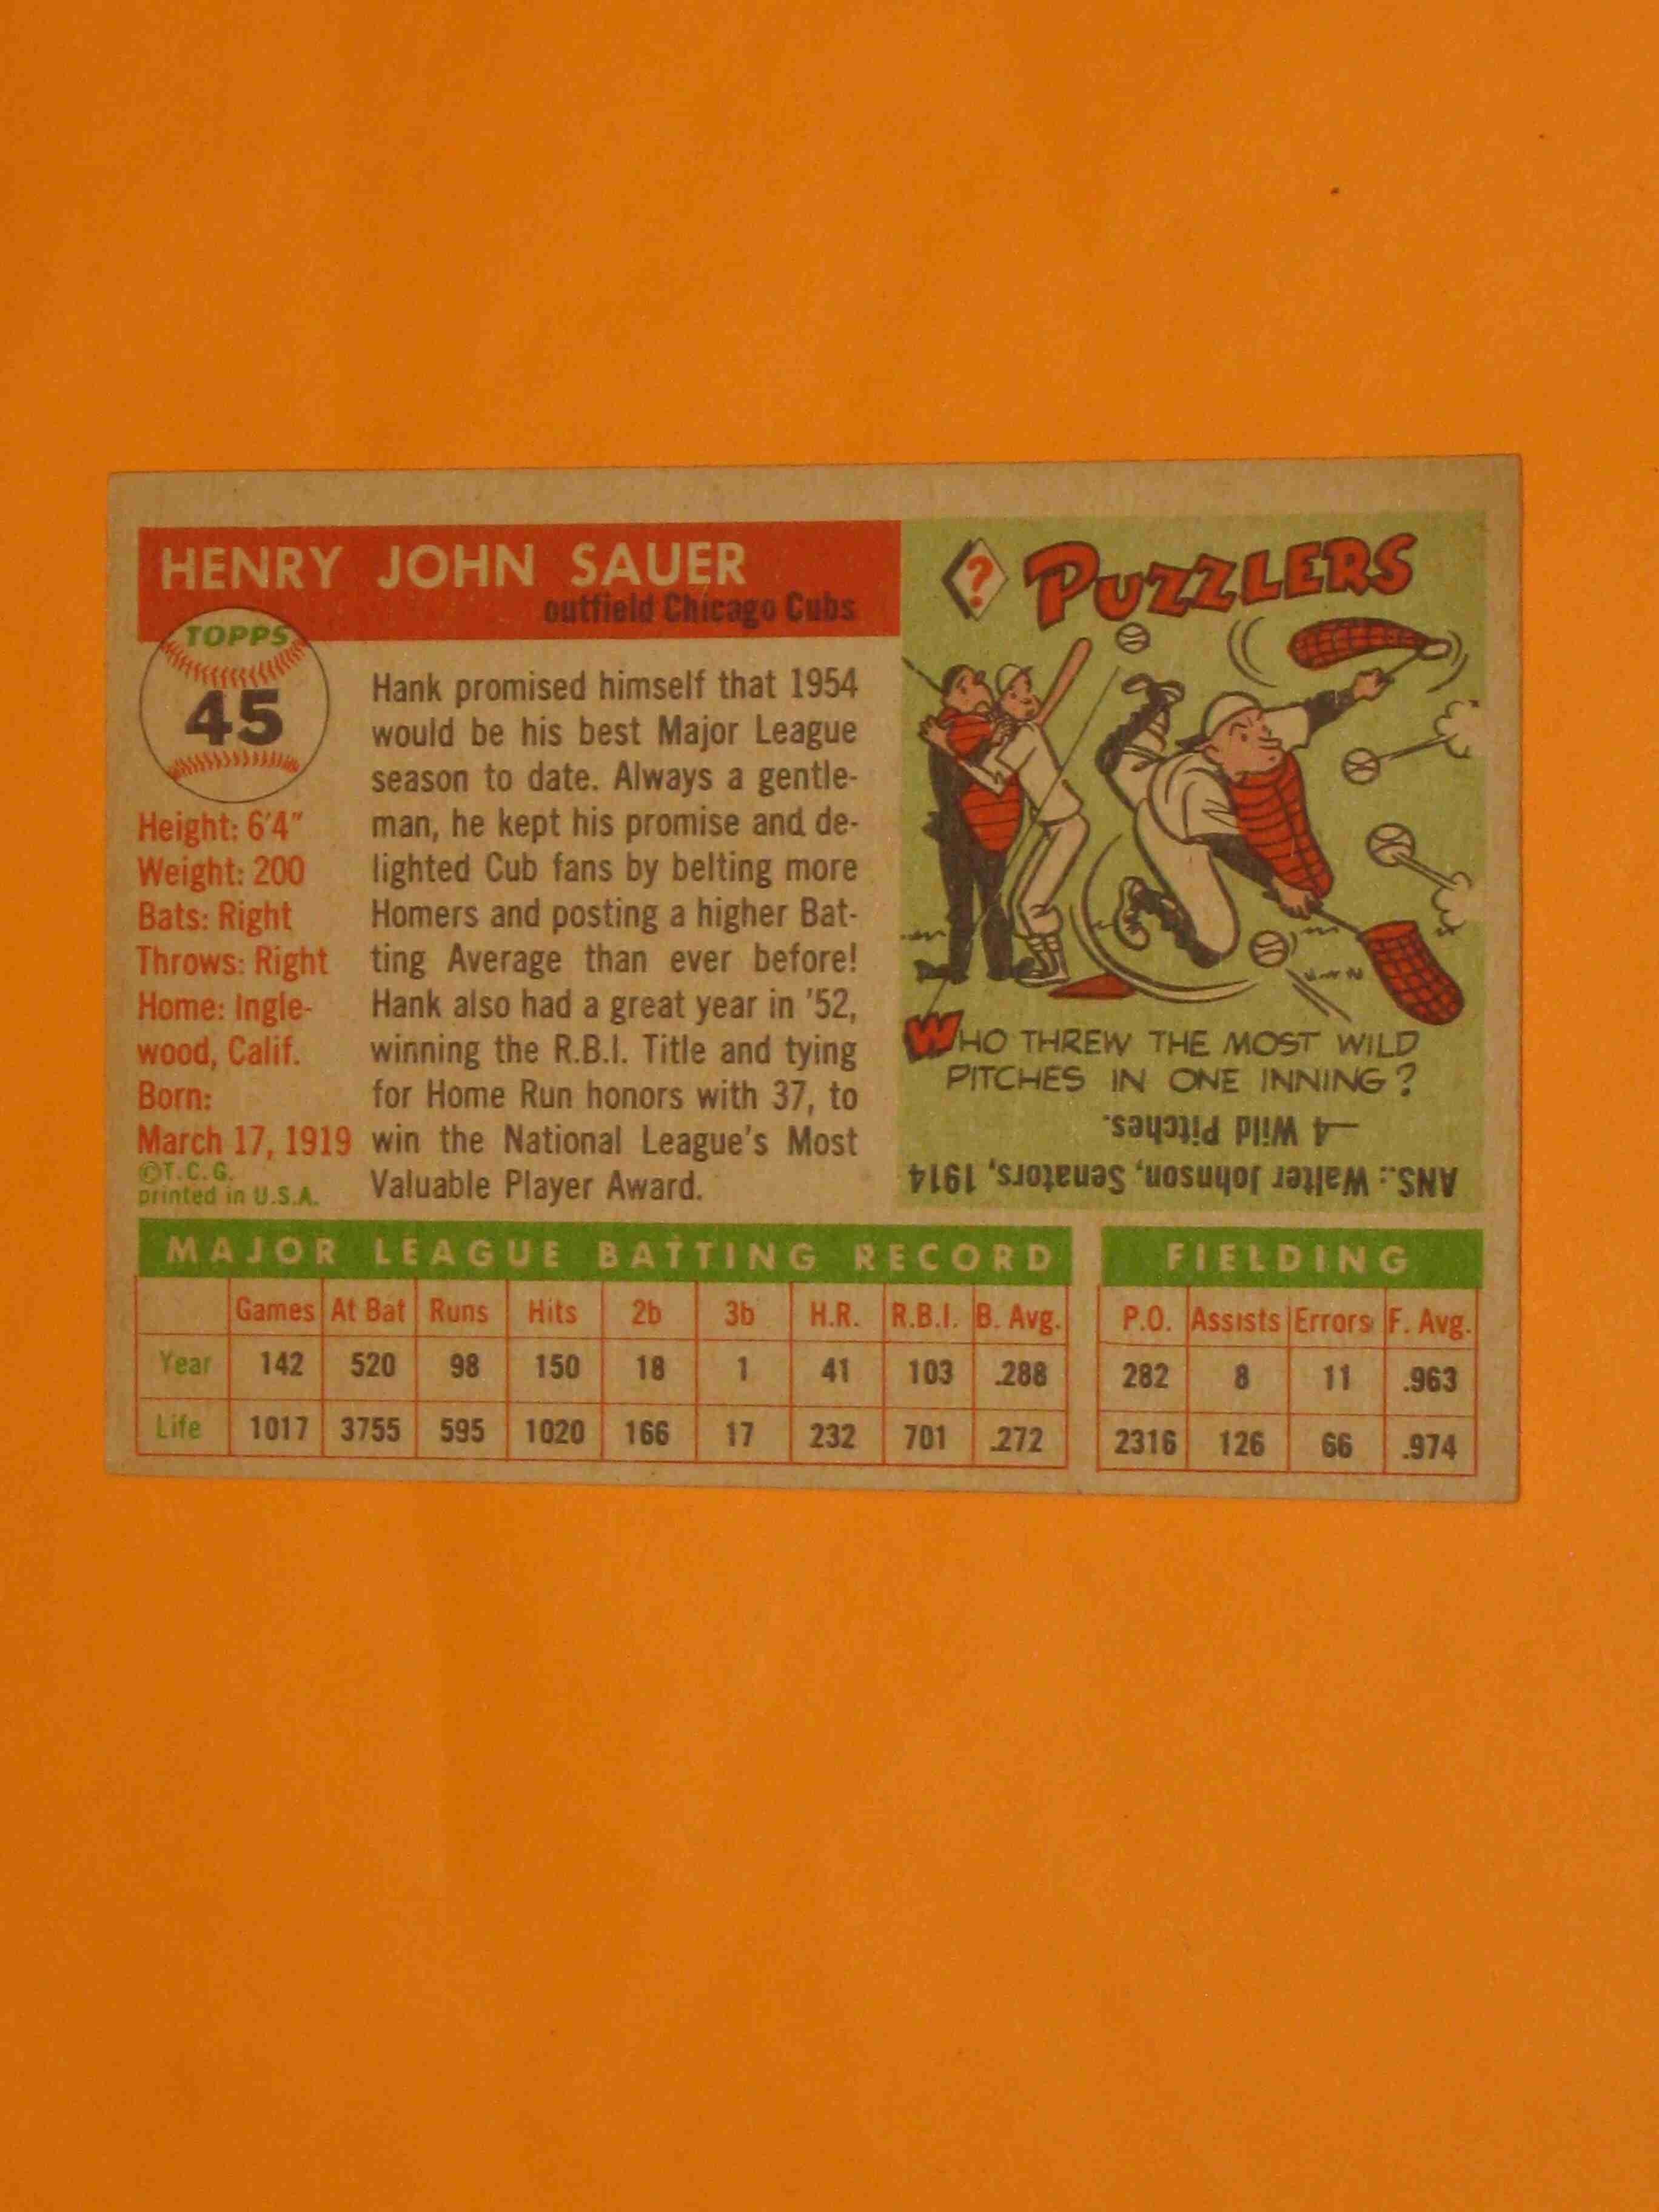 HENRY JOHN SAUER
outfield Chicago Cubs
TOPPS
45
Height: 6'4"
Weight: 200
Bats: Right
Throws: Right
Home: Ingle-
wood, Calif.
Born:
March 17, 1919
©T.C.G.
printed in U.S.A.
Hank promised himself that 1954
would be his best Major League
season to date. Always a gentle-
man, he kept his promise and de-
lighted Cub fans by belting more
Homers and posting a higher Bat-
ting Average than ever before!
Hank also had a great year in '52,
winning the R.B.I. Title and tying
for Home Run honors with 37, to
win the National League's Most
Valuable Player Award.
? PUZZLERS
WHO THREW THE MOST WILD
PITCHES IN ONE INNING?
ANS.: Walter Johnson, Senators, 1914
—4 Wild Pitches.
MAJOR LEAGUE BATTING RECORD
Games At Bat Runs Hits 2b 3b H.R. R.B.I. B. Avg.
Year 142 520 98 150 18 1 41 103 .288
Life 1017 3755 595 1020 166 17 232 701 .272
FIELDING
P.O. Assists Errors F. Avg.
282 8 11 .963
2316 126 66 .974